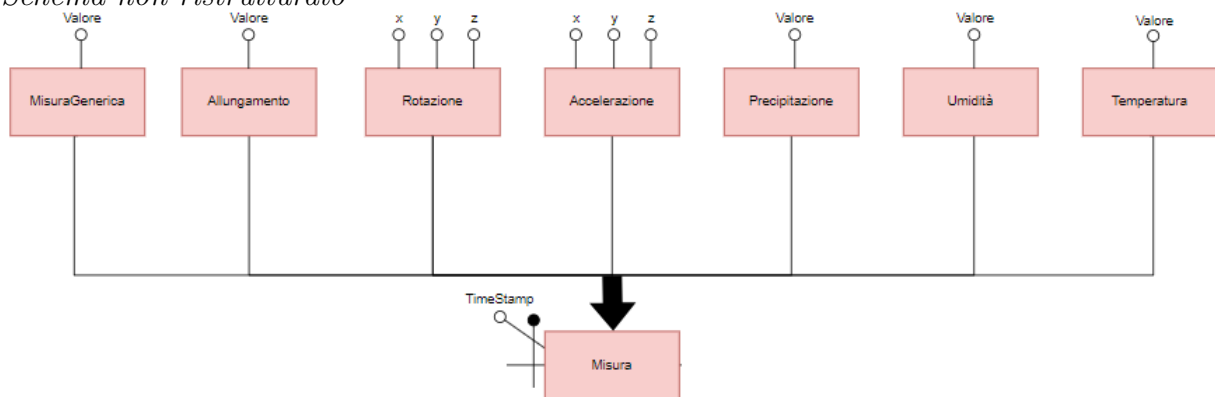 Schema non ristrutturato
Valore Valore x y z x y z Valore Valore Valore
MisuraGenerica Allungamento Rotazione Accelerazione Precipitazione Umidità Temperatura
TimeStamp
Misura